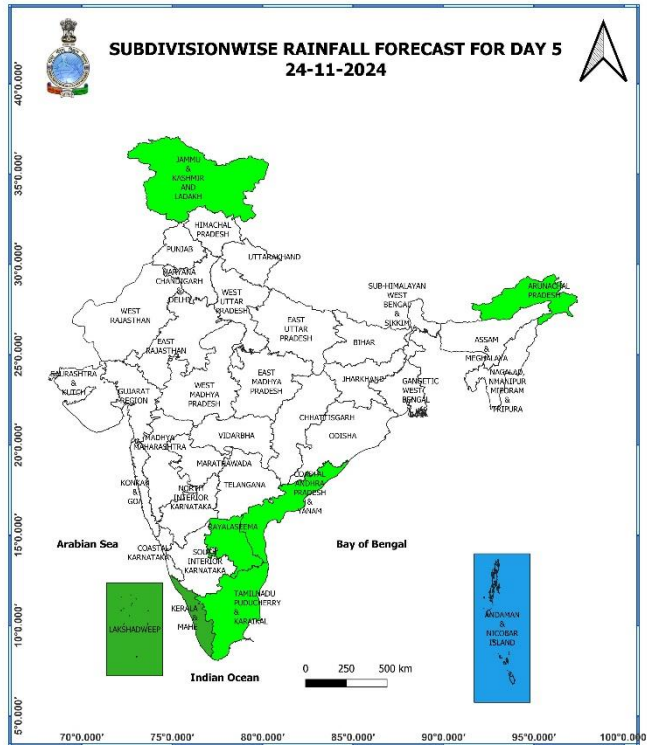 SUBDIVISIONWISE RAINFALL FORECAST FOR DAY 5
24-11-2024
40°0.000'
35°0.000'
30°0.000'
25°0.000'
20°0.000'
15°0.000'
10°0.000'
5°0.000'
JAMMU
&
KASHMIR
AND
LADAKH
HIMACHAL
PRADESH
PUNJAB
UTTARAKHAND
HARYANA
CHANDIGARH
&
DELHI
WEST
UTTAR
PRADESH
WEST
RAJASTHAN
EAST
RAJASTHAN
EAST
UTTAR
PRADESH
SUB-HIMALAYAN
WEST
BENGAL
&
SIKKIM
ARUNACHAL
PRADESH
BIHAR
ASSAM
&
MEGHALAYA
NAGALAD,
NMANIPUR
MIZORAM
&
TRIPURA
SAURASHTRA
&
KUTCH
GUJARAT
REGION
WEST
MADHYA
PRADESH
EAST
MADHYA
PRADESH
JHARKHAND
GANGETIC
WEST
BENGAL
CHHATTISGARH
ODISHA
MADHYA
MAHARASHTRA
VIDARBHA
MARATHWADA
KONKAN
&
GOA
NORTH
INTERIOR
KARNATAKA
TELANGANA
COASTAL
ANDHRA
PRADESH
&
YANAM
RAYALASEEMA
Arabian Sea
Bay of Bengal
COASTAL
KARNATAKA
SOUTH
INTERIOR
KARNATAKA
TAMILNADU
PUDUCHERRY
&
KARAIKAL
KERALA
&
MAHE
LAKSHADWEEP
ANDAMAN
&
NICOBAR
ISLAND
Indian Ocean
0 250 500 km
70°0.000' 75°0.000' 80°0.000' 85°0.000' 90°0.000' 95°0.000' 100°0.000'